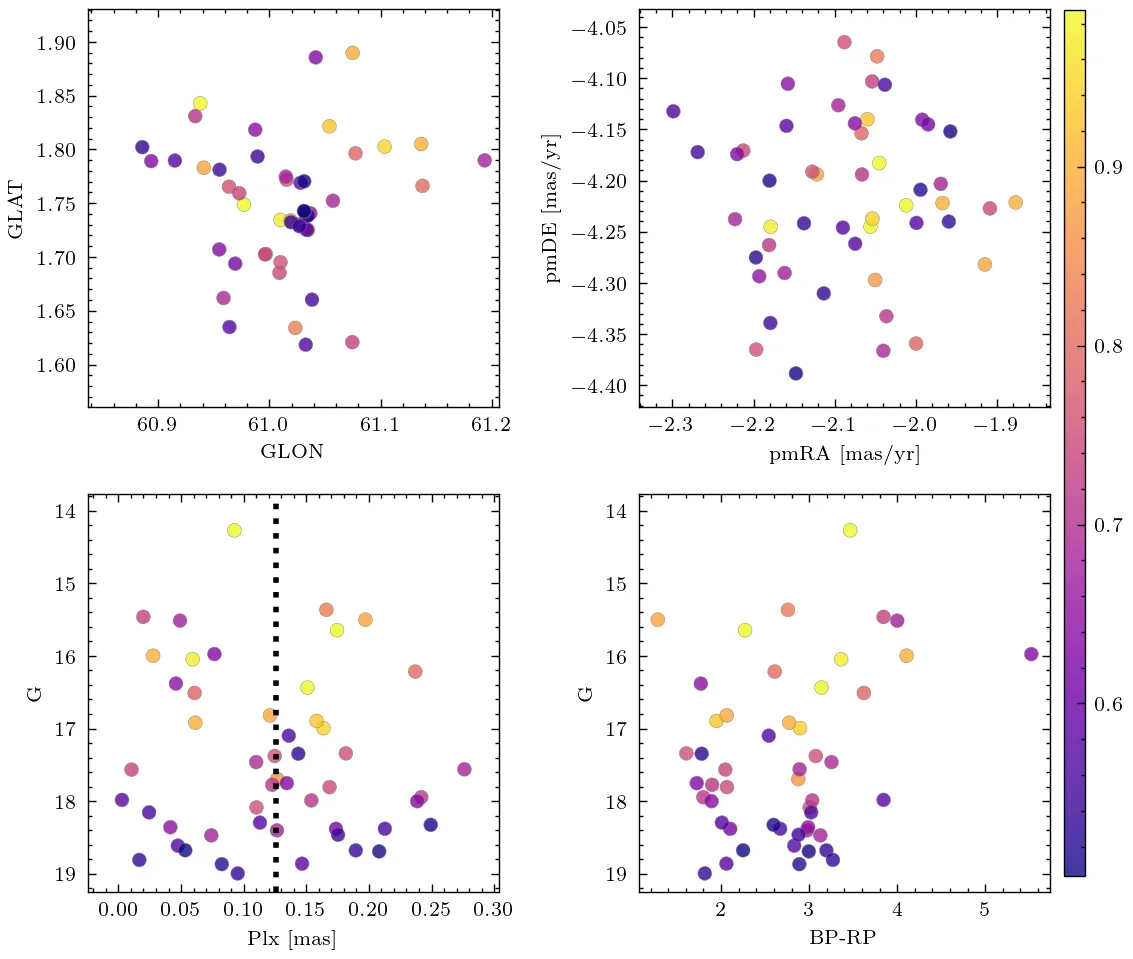 1.90
1.85
1.80
1.75
1.70
1.65
1.60
GLAT
60.9 61.0 61.1 61.2
GLON
−4.05
−4.10
−4.15
−4.20
−4.25
−4.30
−4.35
−4.40
pmDE [mas/yr]
−2.3 −2.2 −2.1 −2.0 −1.9
pmRA [mas/yr]
0.9
0.8
0.7
0.6
14
15
16
17
18
19
G
0.00 0.05 0.10 0.15 0.20 0.25 0.30
Plx [mas]
14
15
16
17
18
19
G
2 3 4 5
BP-RP